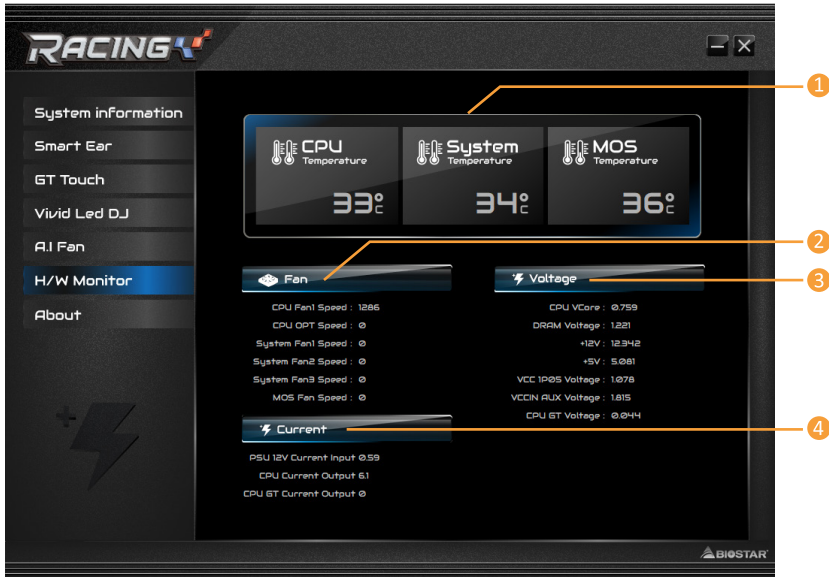 RACING
System information
Smart Ear
GT Touch
Vivid Led DJ
A.I Fan
H/W Monitor
About
1
CPU
Temperature
33°C
System
Temperature
34°C
MOS
Temperature
36°C
2
Fan
CPU Fan1 Speed : 1286
CPU OPT Speed : 0
System Fan1 Speed : 0
System Fan2 Speed : 0
System Fan3 Speed : 0
MOS Fan Speed : 0
3
Voltage
CPU VCore : 0.759
DRAM Voltage : 1.221
+12V : 12.342
+5V : 5.081
VCC 1P05 Voltage : 1.078
VCCIN AUX Voltage : 1.815
CPU GT Voltage : 0.044
4
Current
PSU 12V Current Input 0.59
CPU Current Output 6.1
CPU GT Current Output 0
BIOSTAR